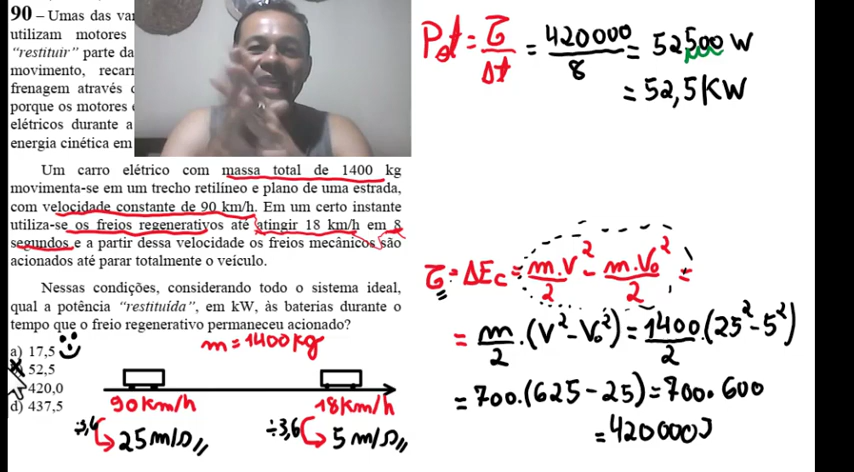 90 – Umas das
utilizam motores
“restituir” parte da
movimento,
frenagem através
porque os motores
elétricos durante a
energia cinética em
Um carro elétrico com massa total de 1400 kg
movimenta-se em um trecho retilíneo e plano de uma estrada,
com velocidade constante de 90 km/h. Em um certo instante
utiliza-se os freios regenerativos até atingir 18 km/h em 8
segundos e a partir dessa velocidade os freios mecânicos são
acionados até parar totalmente o veículo.
Nessas condições, considerando todo o sistema ideal,
qual a potência “restituída”, em kW, às baterias durante o
tempo que o freio regenerativo permaneceu acionado?
a) 17,5
52,5
420,0
d) 437,5
m = 1400 kg
90 Km/h 18 Km/h
÷3,6 25 m/s ÷3,6 5 m/s
Pot = τ/Δt = 420000/8 = 52500 W
= 52,5 KW
τ = ΔEc = m.V²/2 - m.V₀²/2 =
= m/2 . (V² - V₀²) = 1400/2 . (25² - 5²)
= 700 . (625 - 25) = 700 . 600
= 420000J